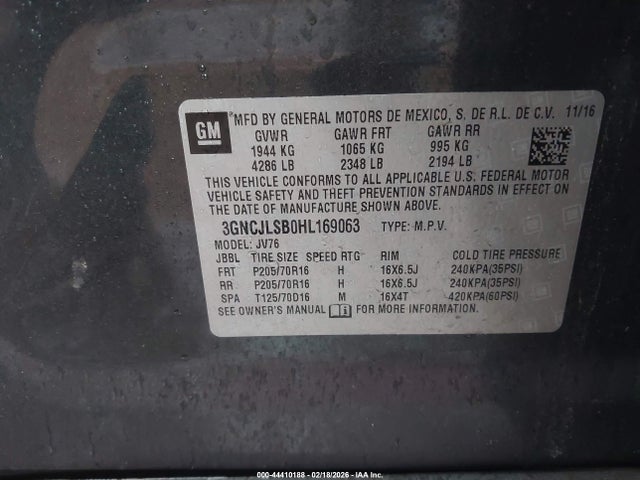 GM
MFD BY GENERAL MOTORS DE MEXICO, S. DE R.L. DE C.V. 11/16
GVWR GAWR FRT GAWR RR
1944 KG 1065 KG 995 KG
4286 LB 2348 LB 2194 LB
THIS VEHICLE CONFORMS TO ALL APPLICABLE U.S. FEDERAL MOTOR
VEHICLE SAFETY AND THEFT PREVENTION STANDARDS IN EFFECT ON
THE DATE OF MANUFACTURE SHOWN ABOVE.
3GNCJLSB0HL169063 TYPE: M.P.V.
MODEL: JV76
JBBL TIRE SIZE SPEED RTG RIM COLD TIRE PRESSURE
FRT P205/70R16 H 16X6.5J 240KPA(35PSI)
RR P205/70R16 H 16X6.5J 240KPA(35PSI)
SPA T125/70D16 M 16X4T 420KPA(60PSI)
SEE OWNER'S MANUAL FOR MORE INFORMATION.
000-44410188 - 02/18/2026 - IAA Inc.